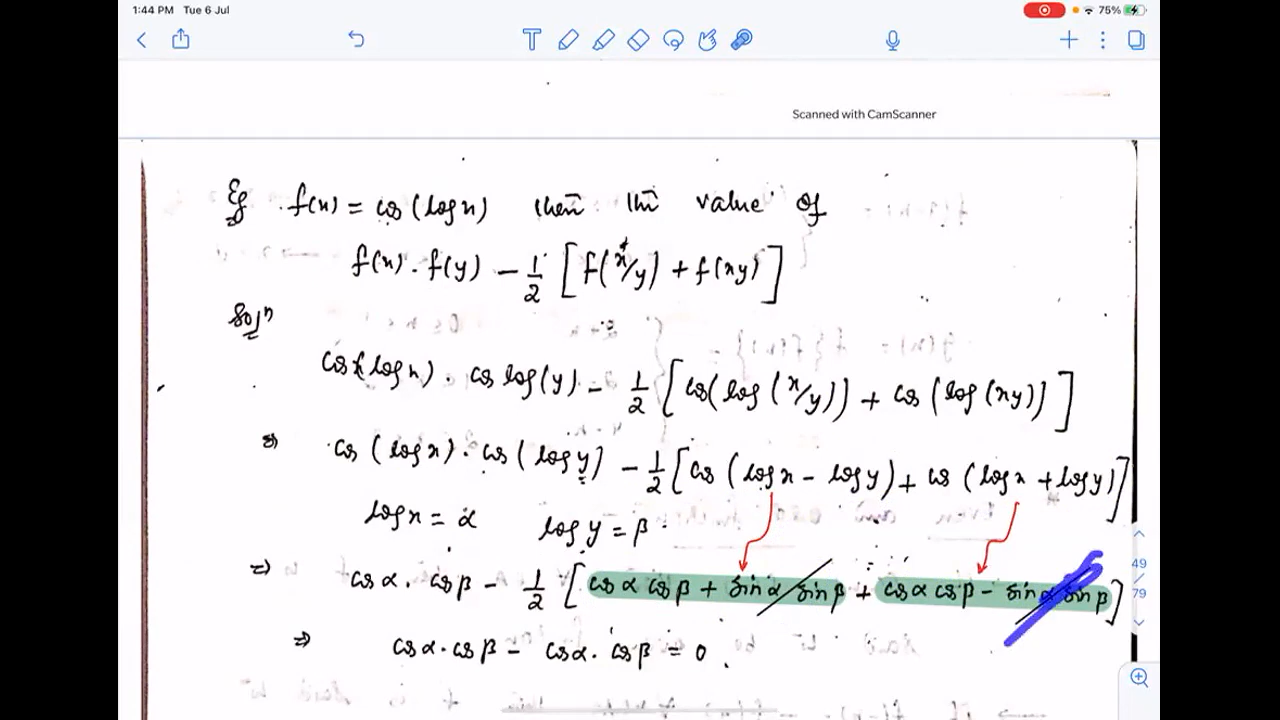 1:44 PM Tue 6 Jul 75%
Scanned with CamScanner
Eg f(x) = cos (log x) then the value of
f(x) . f(y) - 1/2 [ f(x/y) + f(xy) ]
Soln
cos(log x) . cos log(y) - 1/2 [ cos(log (x/y)) + cos (log (xy)) ]
⇒ cos (log x) . cos (log y) - 1/2 [ cos (log x - log y) + cos (log x + log y) ]
log x = α log y = β
⇒ cos α . cos β - 1/2 [ cos α cos β + sin α sin β + cos α cos β - sin α sin β ]
⇒ cos α . cos β - cos α . cos β = 0 .
49
79